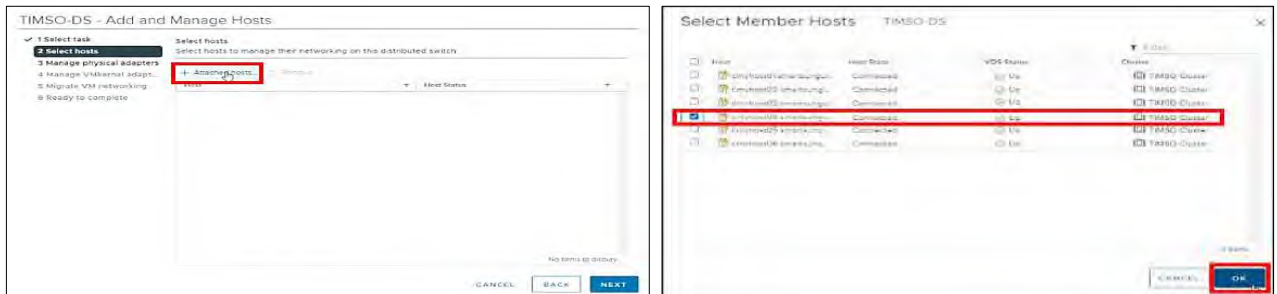 TIMSO-DS - Add and Manage Hosts
✓ 1 Select task
2 Select hosts
3 Manage physical adapters
4 Manage VMkernel adapt...
5 Migrate VM networking
6 Ready to complete
Select hosts
Select hosts to manage their networking on this distributed switch
+ Attached hosts...
Remove
Host
Host Status
No items to display
CANCEL
BACK
NEXT
Select Member Hosts
TIMSO-DS
Filter
Host
Host State
VDS Status
Cluster
Connected
Up
TIMSO-Cluster
Connected
Up
TIMSO-Cluster
Connected
Up
TIMSO-Cluster
Connected
Up
TIMSO-Cluster
Connected
Up
TIMSO-Cluster
Connected
Up
TIMSO-Cluster
items
CANCEL
OK